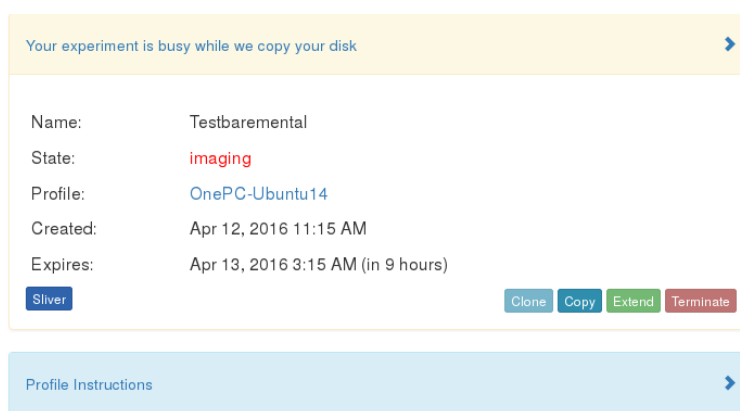 Your experiment is busy while we copy your disk
Name: Testbaremental
State: imaging
Profile: OnePC-Ubuntu14
Created: Apr 12, 2016 11:15 AM
Expires: Apr 13, 2016 3:15 AM (in 9 hours)
Sliver Clone Copy Extend Terminate
Profile Instructions